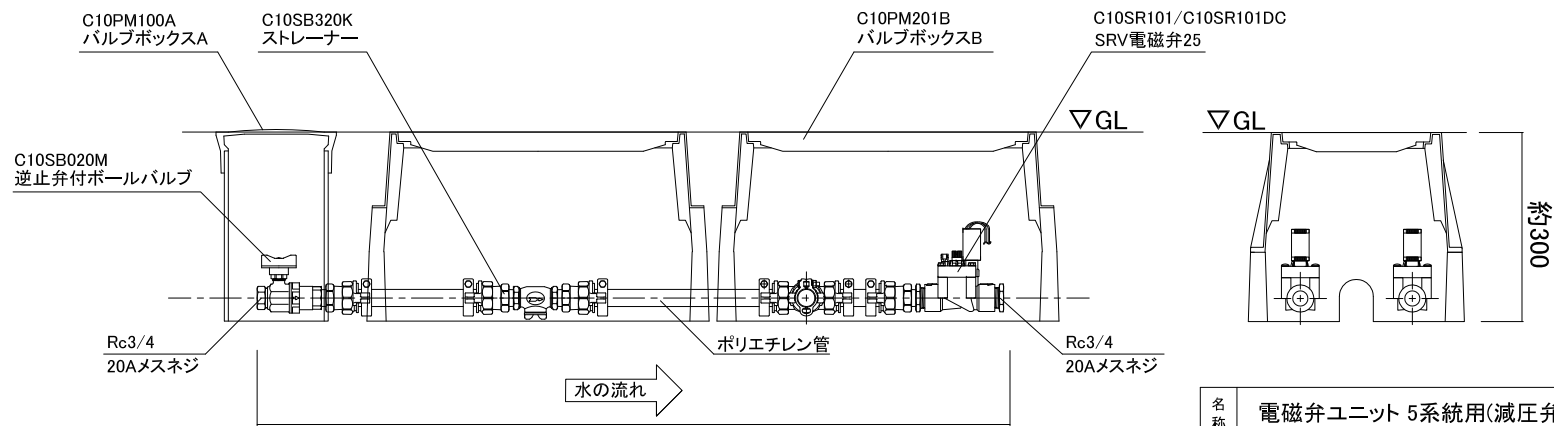 C10PM100A
バルブボックスA
C10SB320K
ストレーナー
C10PM201B
バルブボックスB
C10SR101/C10SR101DC
SRV電磁弁25
▽GL
▽GL
C10SB020M
逆止弁付ボールバルブ
約300
Rc3/4
20Aメスネジ
ポリエチレン管
Rc3/4
20Aメスネジ
水の流れ
名称
電磁弁ユニット 5系統用(減圧弁